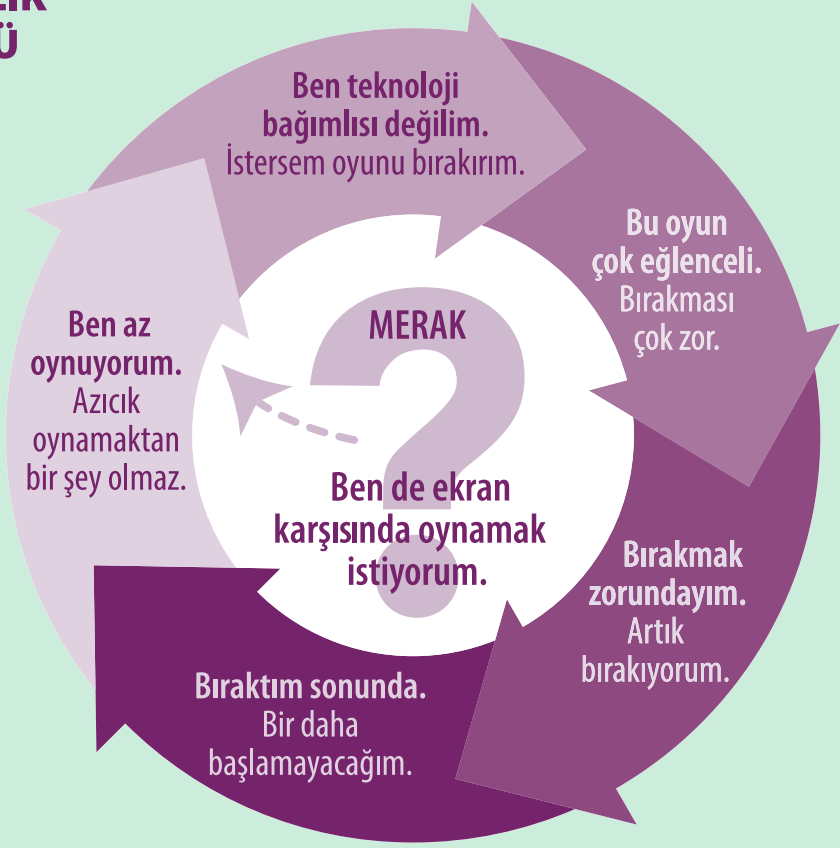 Ü
MERAK
Ben de ekran
karşısında oynamak
istiyorum.
Ben az
oynuyorum.
Azıcık
oynamaktan
bir şey olmaz.
Ben teknoloji
bağımlısı değilim.
İstersem oyunu bırakırım.
Bu oyun
çok eğlenceli.
Bırakması
çok zor.
Bırakmak
zorundayım.
Artık
bırakıyorum.
Bıraktım sonunda.
Bir daha
başlamayacağım.